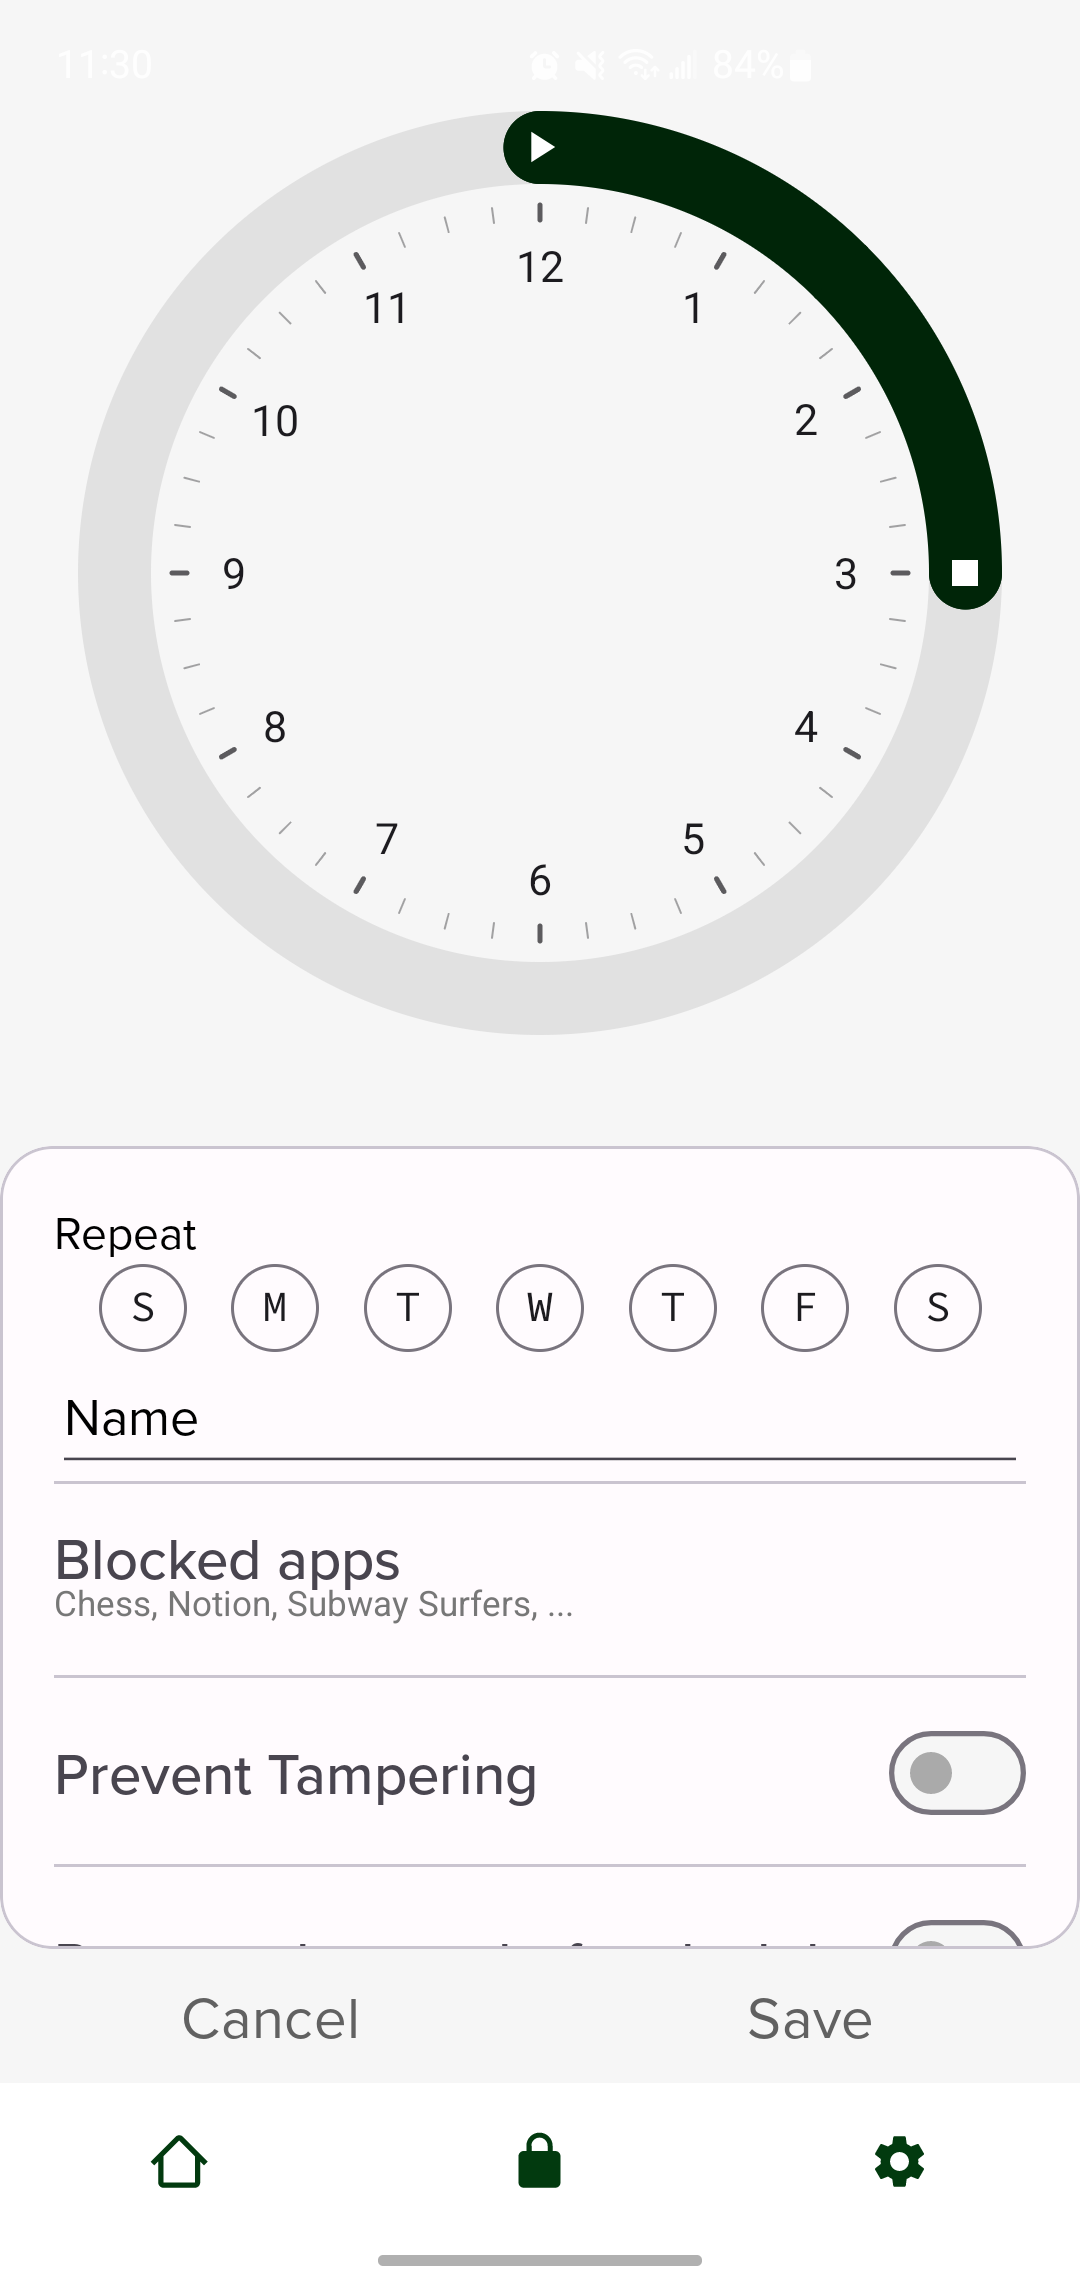 11:30 84%
12
11 1
10 2
9 3
8 4
7 5
6
Repeat
S M T W T F S
Name
Blocked apps
Chess, Notion, Subway Surfers, ...
Prevent Tampering
Cancel Save